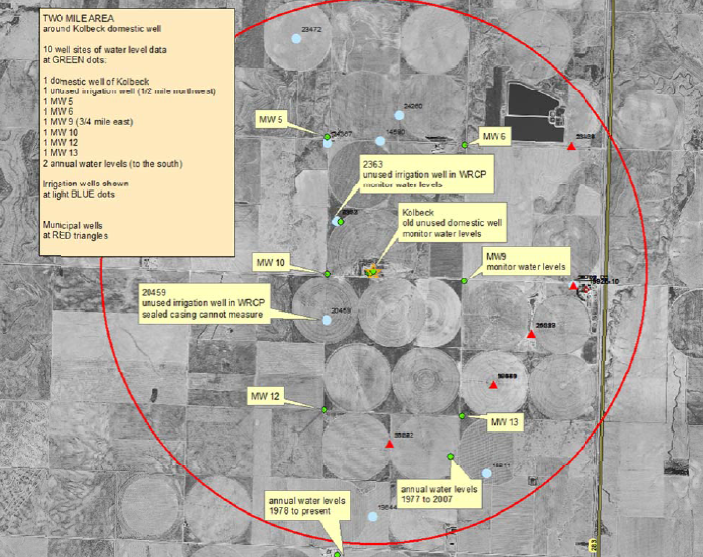 TWO MILE AREA
around Kolbeck domestic well
10 well sites of water level data
at GREEN dots:
1 domestic well of Kolbeck
1 unused irrigation well (1/2 mile northwest)
1 MW 5
1 MW 6
1 MW 9 (3/4 mile east)
1 MW 10
1 MW 12
1 MW 13
2 annual water levels (to the south)
Irrigation wells shown
at light BLUE dots
Municipal wells
at RED triangles
23472
24260
MW 5
24367
14590
MW 6
2363
unused irrigation well in WRCP
monitor water levels
Kolbeck
old unused domestic well
monitor water levels
MW 10
MW9
monitor water levels
20459
unused irrigation well in WRCP
sealed casing cannot measure
20459
MW 12
MW 13
annual water levels
1977 to 2007
annual water levels
1978 to present
19644